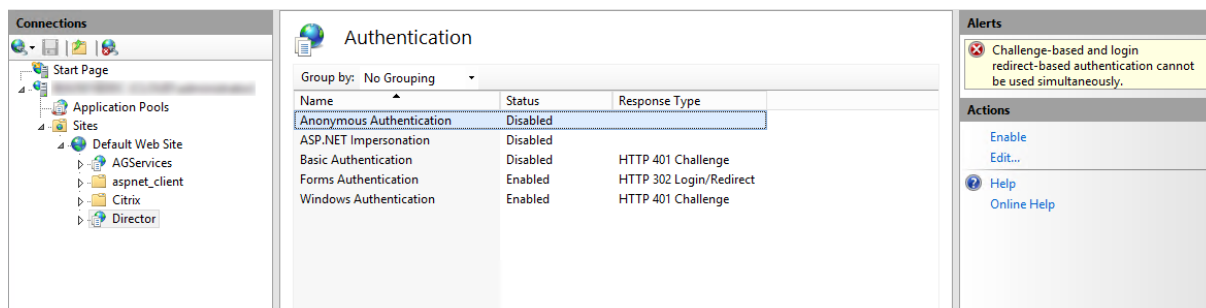 Connections
Start Page
Application Pools
Sites
Default Web Site
AGServices
aspnet_client
Citrix
Director
Authentication
Group by: No Grouping
Name Status Response Type
Anonymous Authentication Disabled
ASP.NET Impersonation Disabled
Basic Authentication Disabled HTTP 401 Challenge
Forms Authentication Enabled HTTP 302 Login/Redirect
Windows Authentication Enabled HTTP 401 Challenge
Alerts
Challenge-based and login
redirect-based authentication cannot
be used simultaneously.
Actions
Enable
Edit...
Help
Online Help